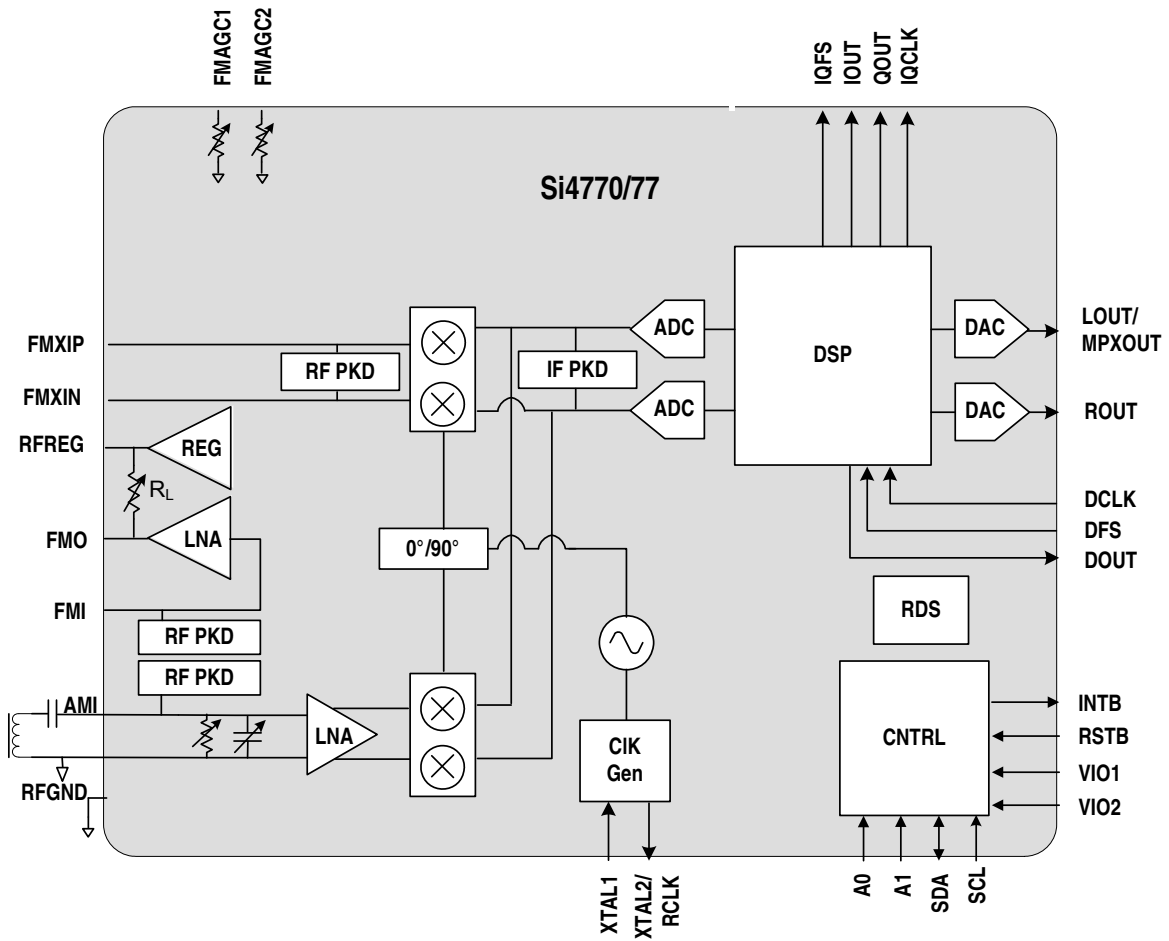 FMAGC1
FMAGC2
IQFS
IOUT
QOUT
IQCLK
Si4770/77
FMXIP
FMXIN
RFREG
FMO
FMI
AMI
RFGND
RF PKD
REG
RL
LNA
RF PKD
RF PKD
LNA
0°/90°
IF PKD
ADC
ADC
DSP
DAC
DAC
LOUT/
MPXOUT
ROUT
DCLK
DFS
DOUT
RDS
CNTRL
INTB
RSTB
VIO1
VIO2
ClK
Gen
XTAL1
XTAL2/
RCLK
A0
A1
SDA
SCL